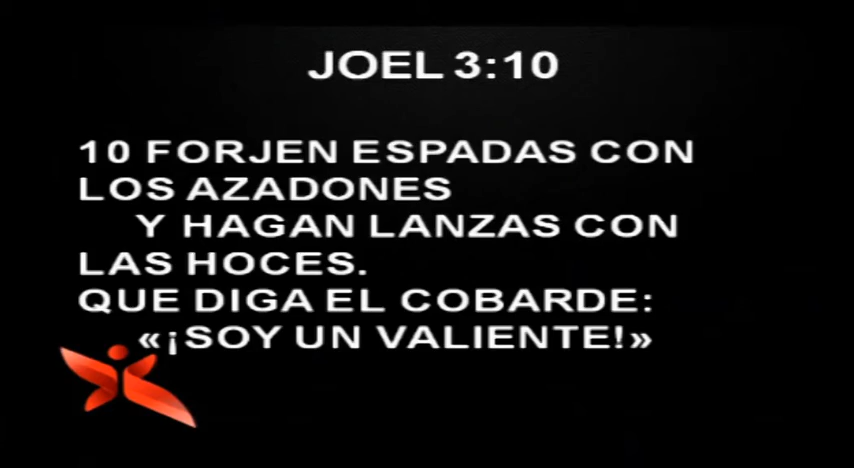 JOEL 3:10
10 FORJEN ESPADAS CON
LOS AZADONES
Y HAGAN LANZAS CON
LAS HOCES.
QUE DIGA EL COBARDE:
«¡SOY UN VALIENTE!»